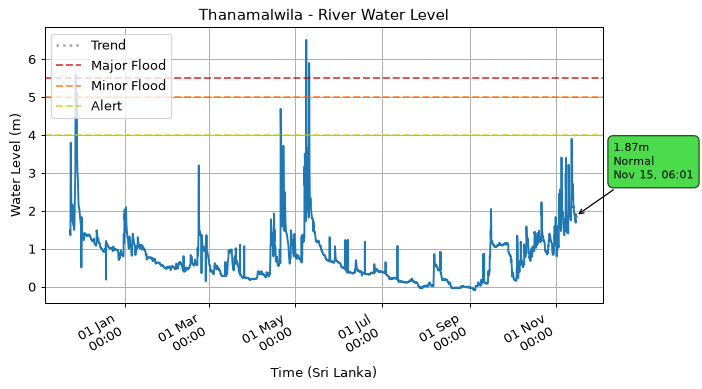 Thanamalwila - River Water Level
Trend
Major Flood
Minor Flood
Alert
Water Level (m)
6
5
4
3
2
1
0
1.87m
Normal
Nov 15, 06:01
01 Jan
00:00
01 Mar
00:00
01 May
00:00
01 Jul
00:00
01 Sep
00:00
01 Nov
00:00
Time (Sri Lanka)